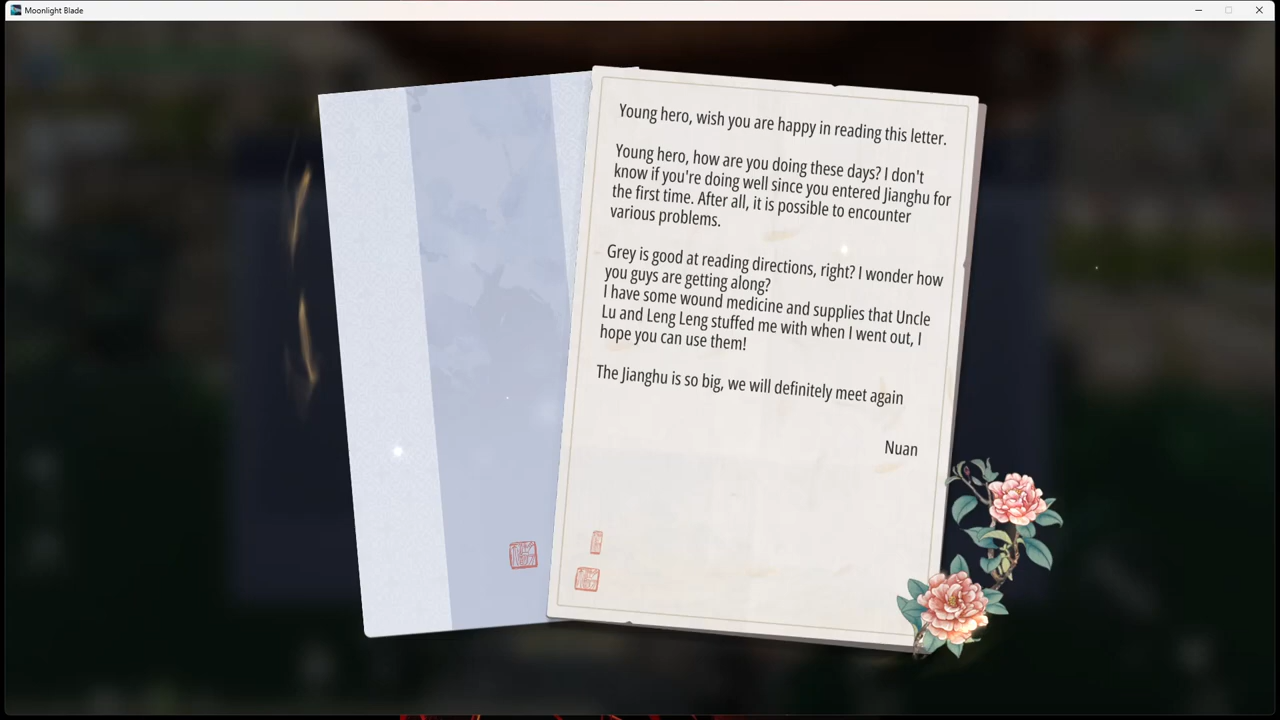 Moonlight Blade
Young hero, wish you are happy in reading this letter.
Young hero, how are you doing these days? I don't
know if you're doing well since you entered Jianghu for
the first time. After all, it is possible to encounter
various problems.
Grey is good at reading directions, right? I wonder how
you guys are getting along?
I have some wound medicine and supplies that Uncle
Lu and Leng Leng stuffed me with when I went out, I
hope you can use them!
The Jianghu is so big, we will definitely meet again
Nuan